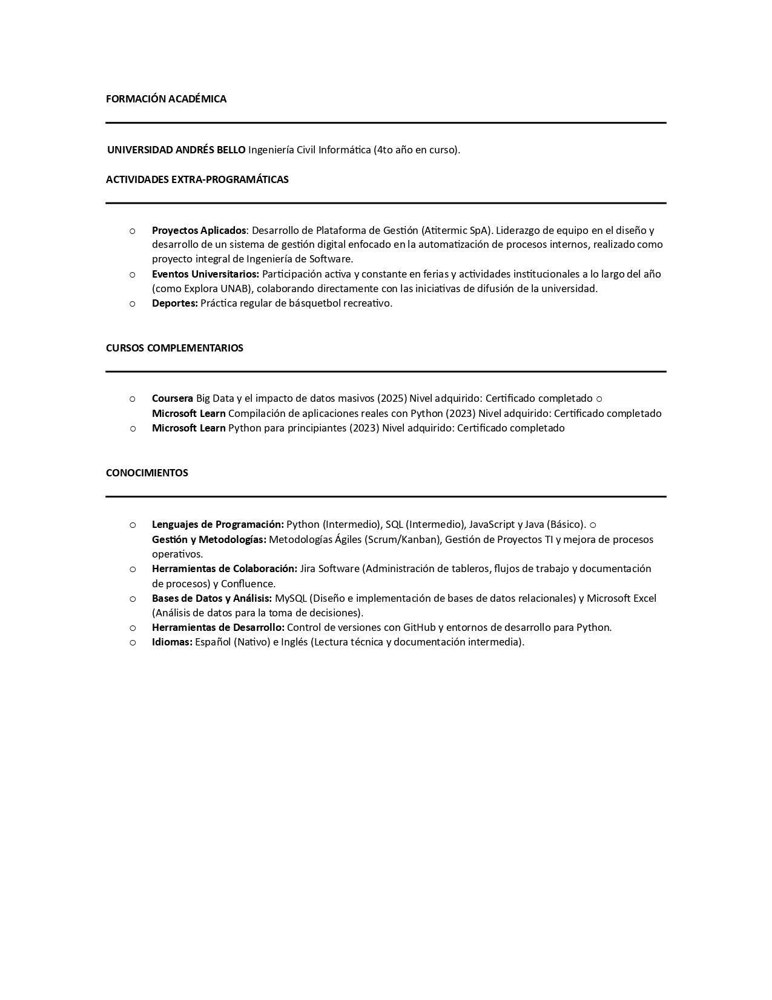 FORMACIÓN ACADÉMICA
UNIVERSIDAD ANDRÉS BELLO Ingeniería Civil Informática (4to año en curso).
ACTIVIDADES EXTRA-PROGRAMÁTICAS
○ Proyectos Aplicados: Desarrollo de Plataforma de Gestión (Atitermic SpA). Liderazgo de equipo en el diseño y
desarrollo de un sistema de gestión digital enfocado en la automatización de procesos internos, realizado como
proyecto integral de Ingeniería de Software.
○ Eventos Universitarios: Participación activa y constante en ferias y actividades institucionales a lo largo del año
(como Explora UNAB), colaborando directamente con las iniciativas de difusión de la universidad.
○ Deportes: Práctica regular de básquetbol recreativo.
CURSOS COMPLEMENTARIOS
○ Coursera Big Data y el impacto de datos masivos (2025) Nivel adquirido: Certificado completado ○
Microsoft Learn Compilación de aplicaciones reales con Python (2023) Nivel adquirido: Certificado completado
○ Microsoft Learn Python para principiantes (2023) Nivel adquirido: Certificado completado
CONOCIMIENTOS
○ Lenguajes de Programación: Python (Intermedio), SQL (Intermedio), JavaScript y Java (Básico). ○
Gestión y Metodologías: Metodologías Ágiles (Scrum/Kanban), Gestión de Proyectos TI y mejora de procesos
operativos.
○ Herramientas de Colaboración: Jira Software (Administración de tableros, flujos de trabajo y documentación
de procesos) y Confluence.
○ Bases de Datos y Análisis: MySQL (Diseño e implementación de bases de datos relacionales) y Microsoft Excel
(Análisis de datos para la toma de decisiones).
○ Herramientas de Desarrollo: Control de versiones con GitHub y entornos de desarrollo para Python.
○ Idiomas: Español (Nativo) e Inglés (Lectura técnica y documentación intermedia).